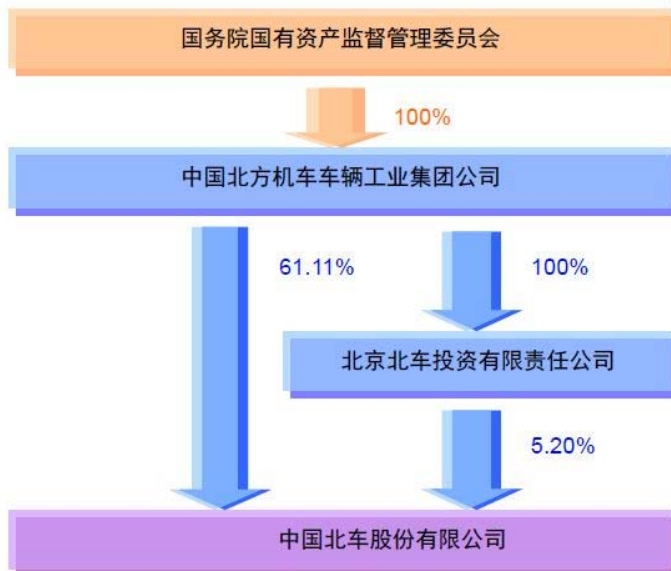 国务院国有资产监督管理委员会
100%
中国北方机车车辆工业集团公司
61.11%
100%
北京北车投资有限责任公司
5.20%
中国北车股份有限公司